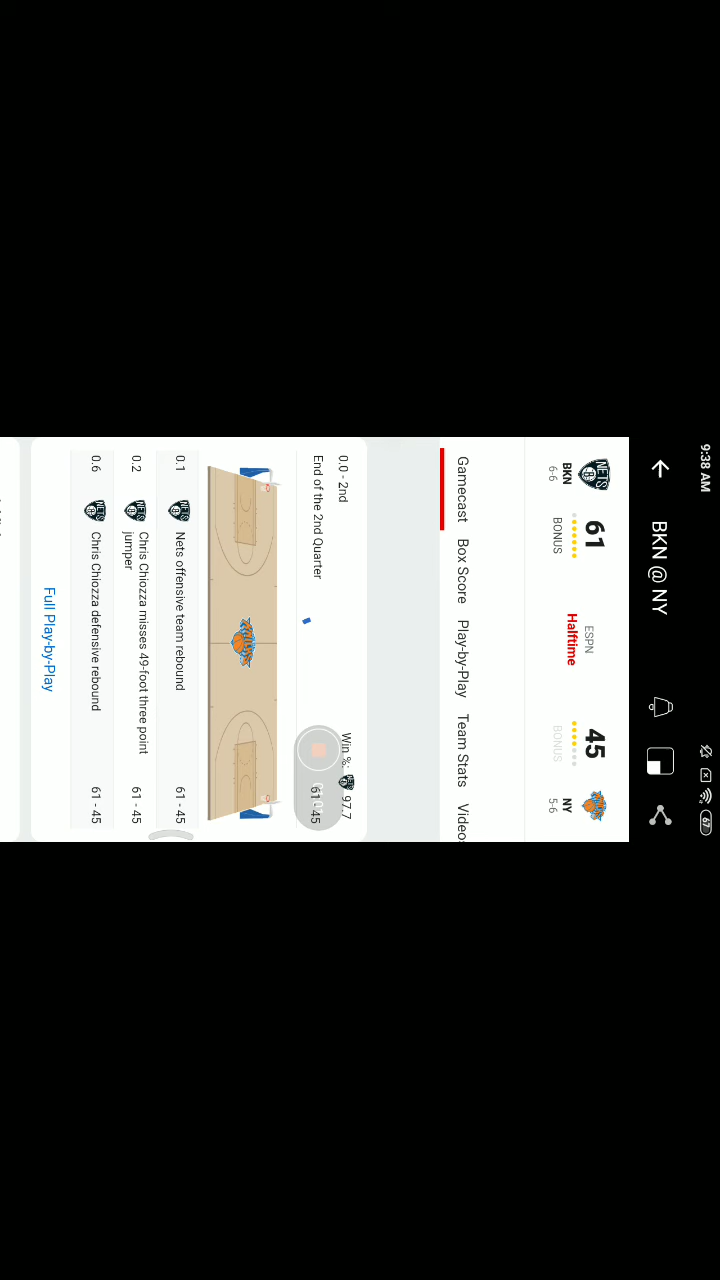 9:38 AM
67
BKN @ NY
NETS
BKN
6-6
61
BONUS
ESPN
Halftime
45
BONUS
NY
5-6
Gamecast Box Score Play-by-Play Team Stats Videos
0.0 - 2nd Win %: 97.7
End of the 2nd Quarter 61 - 45
0.1 Nets offensive team rebound 61 - 45
0.2 Chris Chiozza misses 49-foot three point
jumper 61 - 45
0.6 Chris Chiozza defensive rebound 61 - 45
Full Play-by-Play